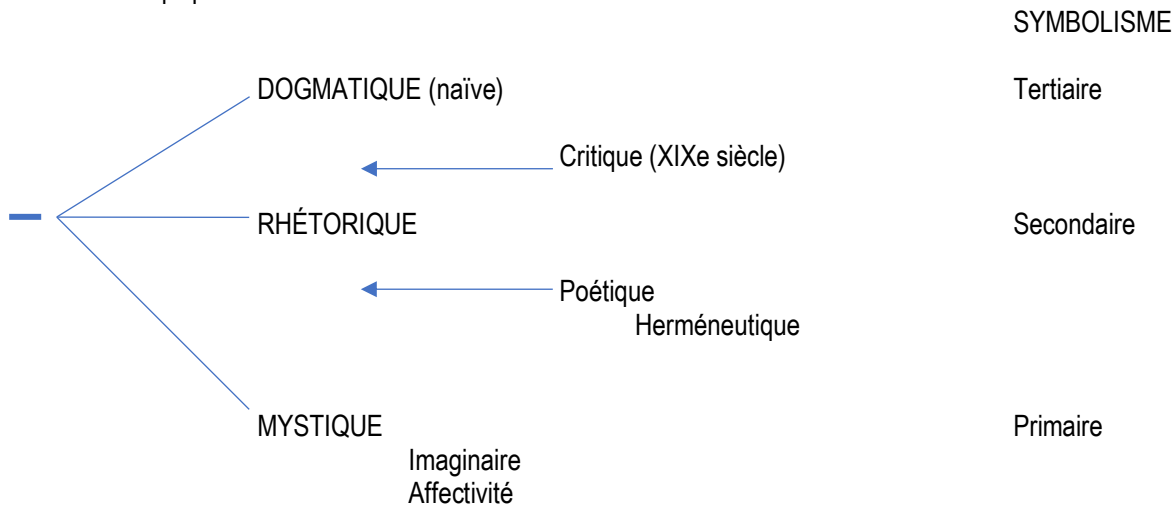 SYMBOLISME
DOGMATIQUE (naïve) Tertiaire
Critique (XIXe siècle)
RHÉTORIQUE Secondaire
Poétique
Herméneutique
MYSTIQUE Primaire
Imaginaire
Affectivité